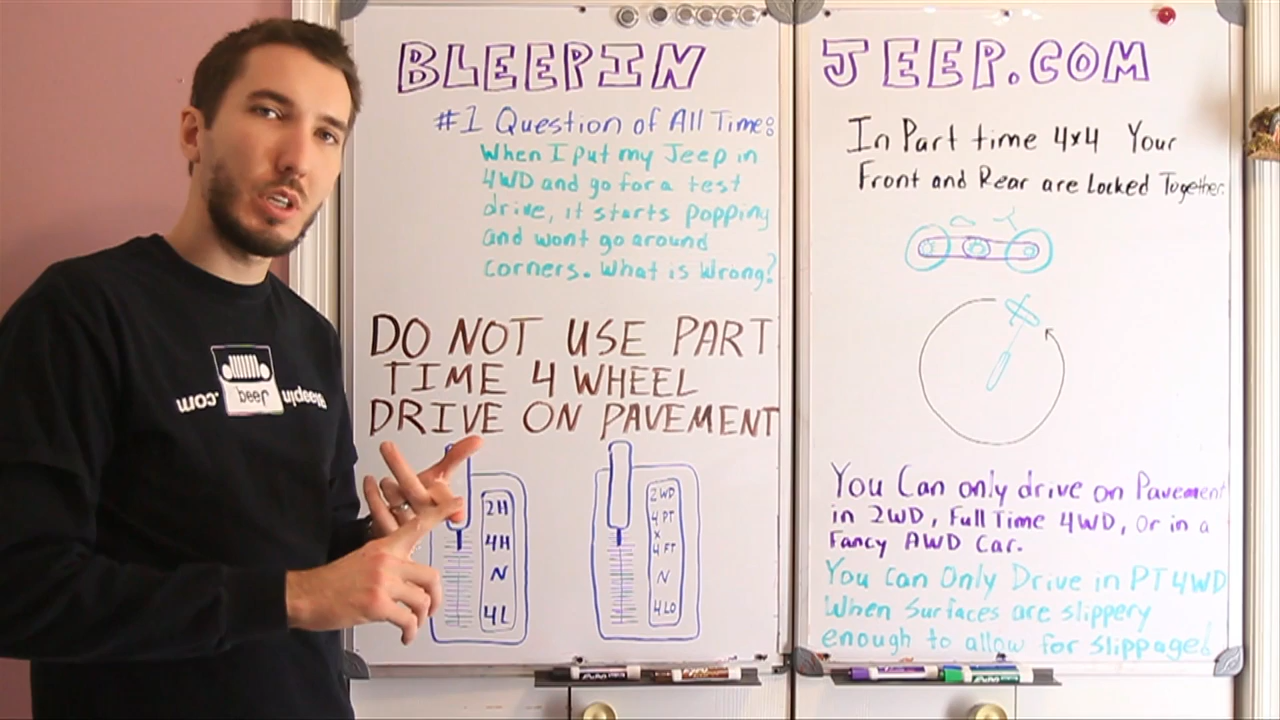 BLEEPIN
#1 Question of All Time:
When I put my Jeep in
4WD and go for a test
drive, it starts popping
and wont go around
corners. What is Wrong?
DO NOT USE PART
TIME 4 WHEEL
DRIVE ON PAVEMENT
2H
4H
N
4L
2WD
4 PT
x
4 FT
N
4LO
JEEP.COM
In Part time 4x4 Your
Front and Rear are Locked Together.
You Can only drive on Pavement
in 2WD, Full Time 4WD, Or in a
Fancy AWD Car.
You Can Only Drive in PT4WD
When Surfaces are slippery
enough to allow for slippage!
bleepin
jeep
.com